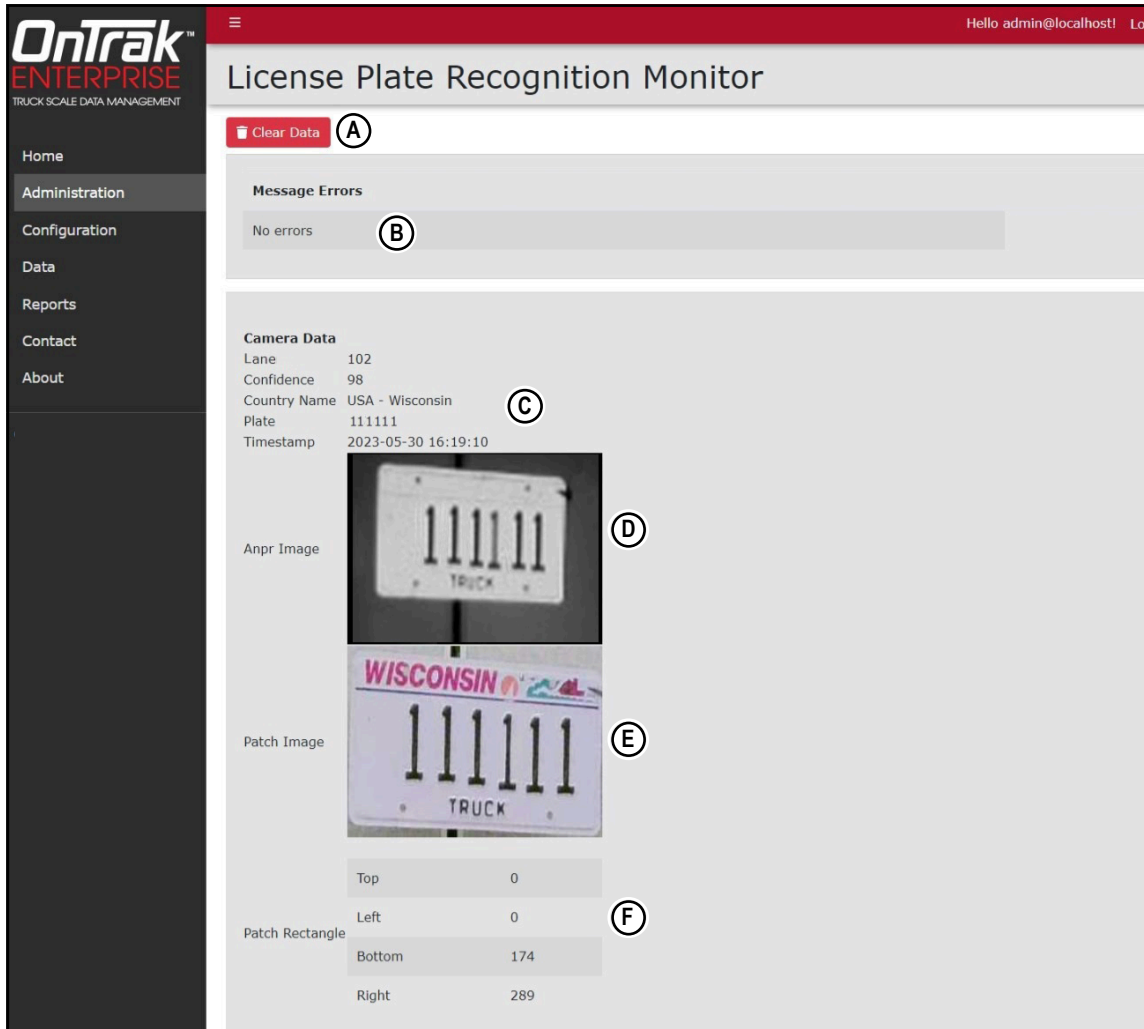 OnTrak™
ENTERPRISE
TRUCK SCALE DATA MANAGEMENT
Home
Administration
Configuration
Data
Reports
Contact
About
☰ Hello admin@localhost! Lo
License Plate Recognition Monitor
Clear Data A
Message Errors
No errors B
Camera Data
Lane 102
Confidence 98
Country Name USA - Wisconsin C
Plate 111111
Timestamp 2023-05-30 16:19:10
Anpr Image
111111
TRUCK
D
Patch Image
WISCONSIN
111111
TRUCK
E
Patch Rectangle
Top 0
Left 0
F
Bottom 174
Right 289